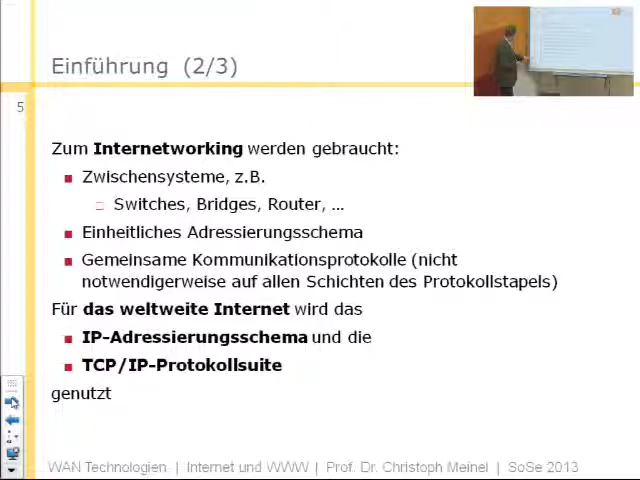 Einführung (2/3)
5
Zum Internetworking werden gebraucht:
Zwischensysteme, z.B.
Switches, Bridges, Router, ...
Einheitliches Adressierungsschema
Gemeinsame Kommunikationsprotokolle (nicht
notwendigerweise auf allen Schichten des Protokollstapels)
Für das weltweite Internet wird das
IP-Adressierungsschema und die
TCP/IP-Protokollsuite
genutzt
WAN Technologien | Internet und WWW | Prof. Dr. Christoph Meinel | SoSe 2013